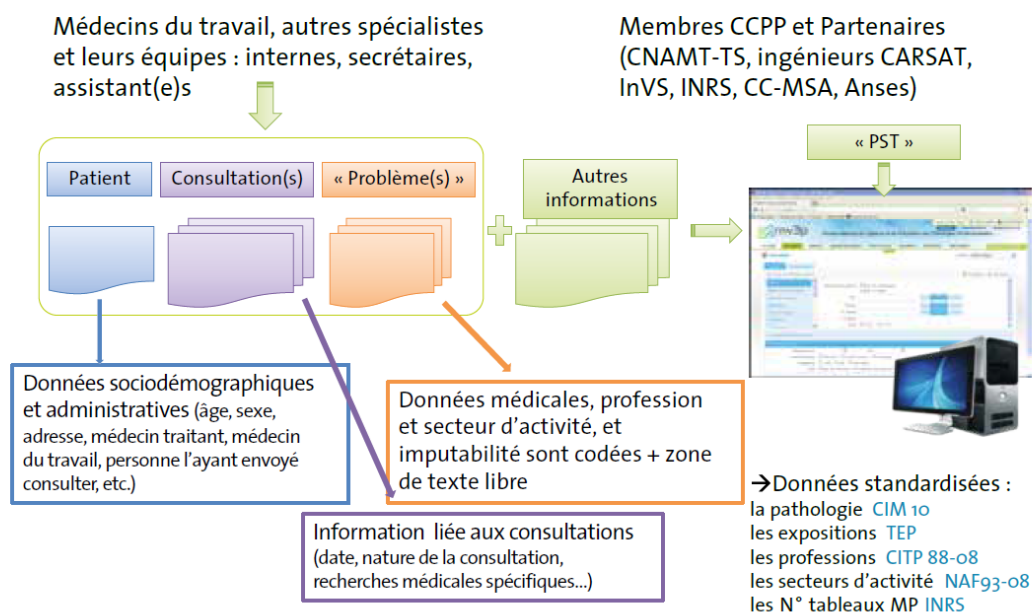 Médecins du travail, autres spécialistes
et leurs équipes : internes, secrétaires,
assistant(e)s
Membres CCPP et Partenaires
(CNAMT-TS, ingénieurs CARSAT,
InVS, INRS, CC-MSA, Anses)
« PST »
Patient
Consultation(s)
« Problème(s) »
Autres
informations
rnv3p
Données sociodémographiques
et administratives (âge, sexe,
adresse, médecin traitant, médecin
du travail, personne l'ayant envoyé
consulter, etc.)
Données médicales, profession
et secteur d'activité, et
imputabilité sont codées + zone
de texte libre
Information liée aux consultations
(date, nature de la consultation,
recherches médicales spécifiques...)
→Données standardisées :
la pathologie CIM 10
les expositions TEP
les professions CITP 88-08
les secteurs d'activité NAF93-08
les N° tableaux MP INRS